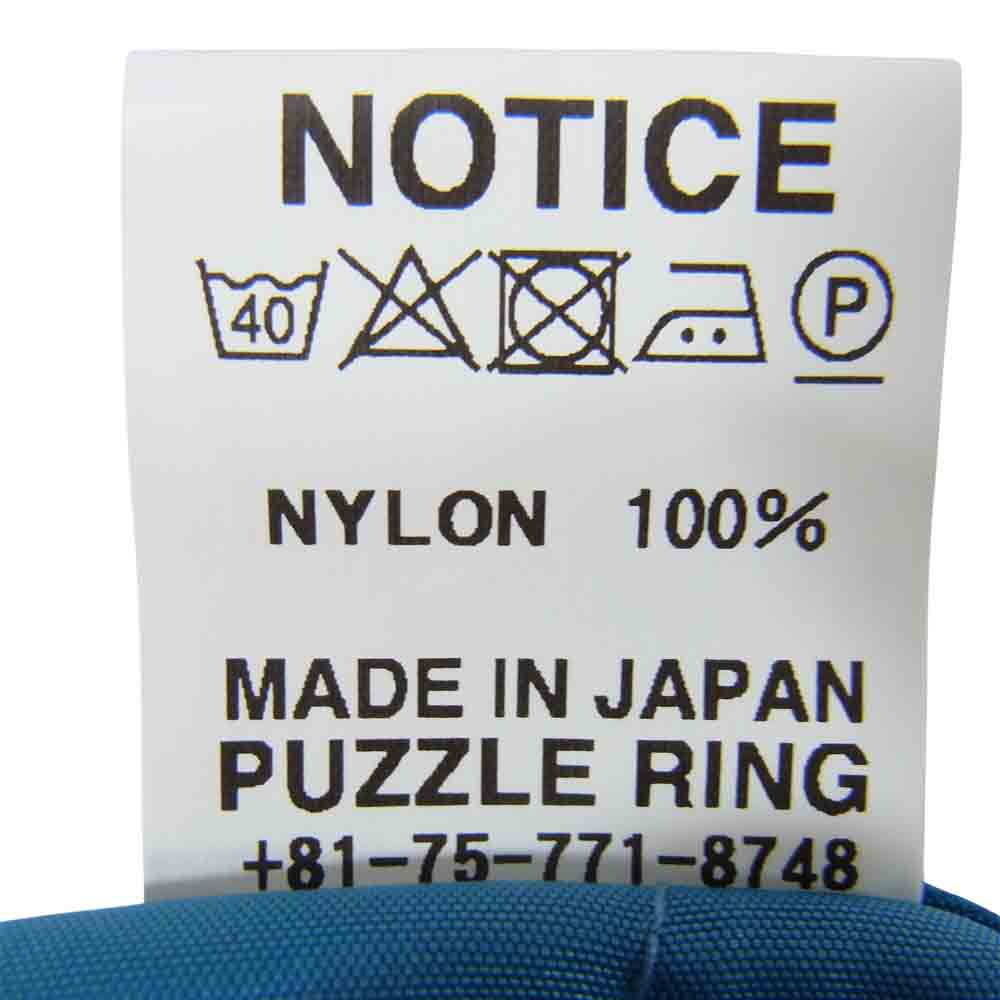 NOTICE
40 P
NYLON 100%
MADE IN JAPAN
PUZZLE RING
+81-75-771-8748